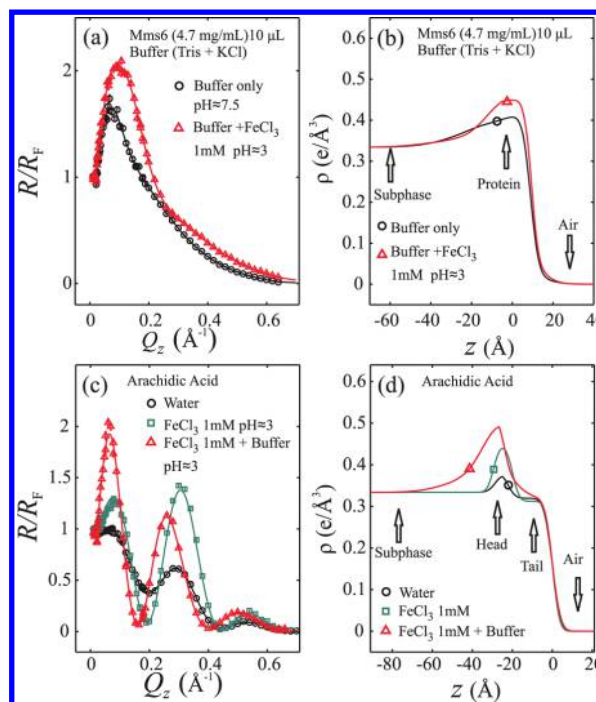 (a) Mms6 (4.7 mg/mL)10 μL
Buffer (Tris + KCl)
Buffer only
pH≈7.5
Buffer +FeCl3
1mM pH≈3
R/RF
2
1
0
0 0.2 0.4 0.6
Qz (Å-1)
(b) Mms6 (4.7 mg/mL)10 μL
Buffer (Tris + KCl)
ρ (e/Å3)
0.6
0.5
0.4
0.3
0.2
0.1
0
Subphase
Protein
Air
Buffer only
Buffer +FeCl3
1mM pH≈3
-60 -40 -20 0 20 40
z (Å)
(c) Arachidic Acid
Water
FeCl3 1mM pH≈3
FeCl3 1mM + Buffer
pH≈3
R/RF
2
1.5
1
0.5
0
0 0.2 0.4 0.6
Qz (Å-1)
(d) Arachidic Acid
ρ (e/Å3)
0.6
0.5
0.4
0.3
0.2
0.1
0
Subphase
Head
Tail
Air
Water
FeCl3 1mM
FeCl3 1mM + Buffer
-80 -60 -40 -20 0 20
z (Å)